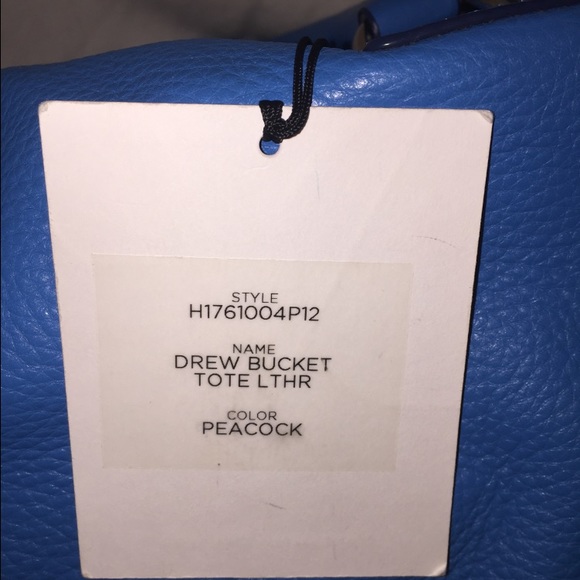 STYLE
H1761004P12
NAME
DREW BUCKET
TOTE LTHR
COLOR
PEACOCK